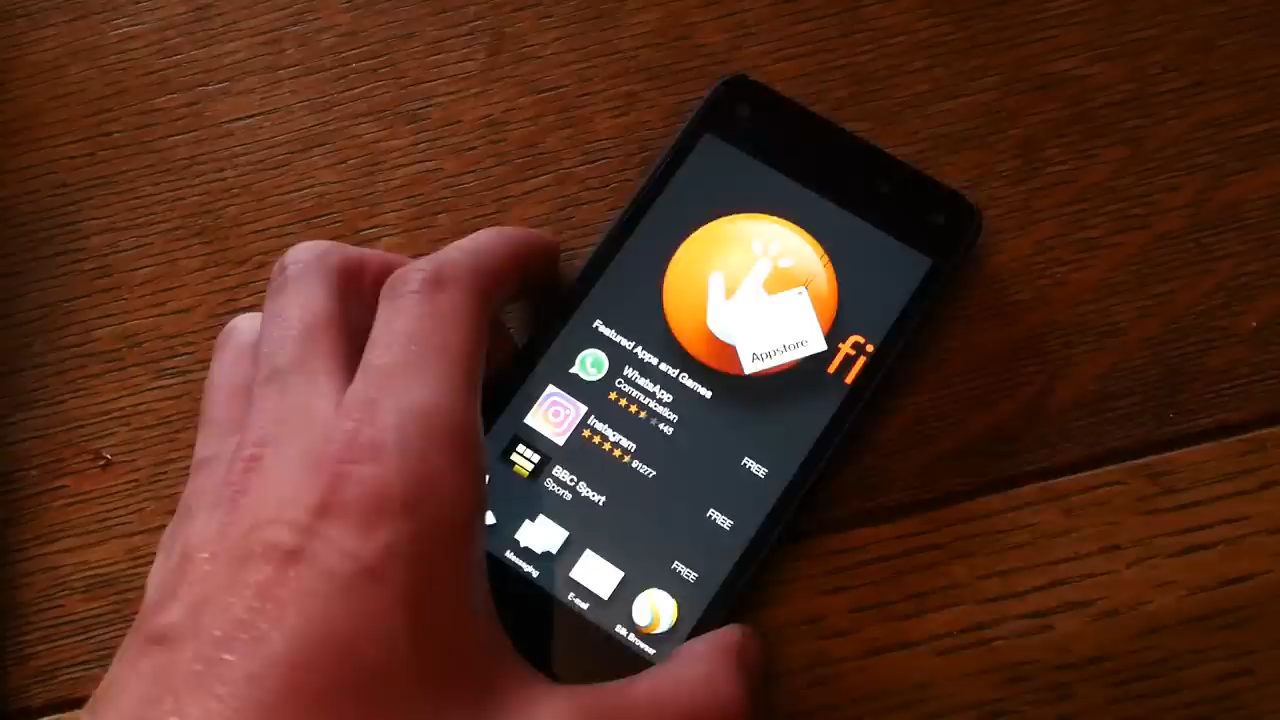 Appstore
fi
Featured Apps and Games
WhatsApp
Communication
445
FREE
Instagram
91277
FREE
BBC Sport
Sports
FREE
Messaging
E-mail
Silk Browser